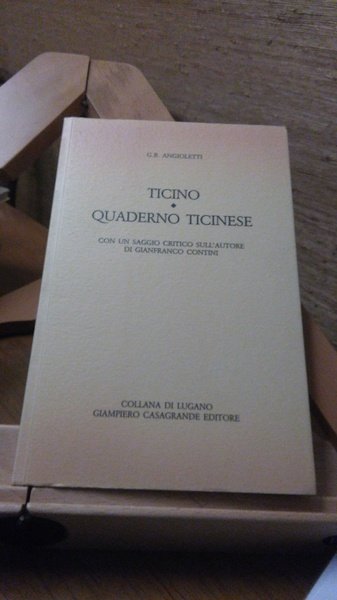 G.B. ANGIOLETTI
TICINO
◆
QUADERNO TICINESE
CON UN SAGGIO CRITICO SULL'AUTORE
DI GIANFRANCO CONTINI
COLLANA DI LUGANO
GIAMPIERO CASAGRANDE EDITORE